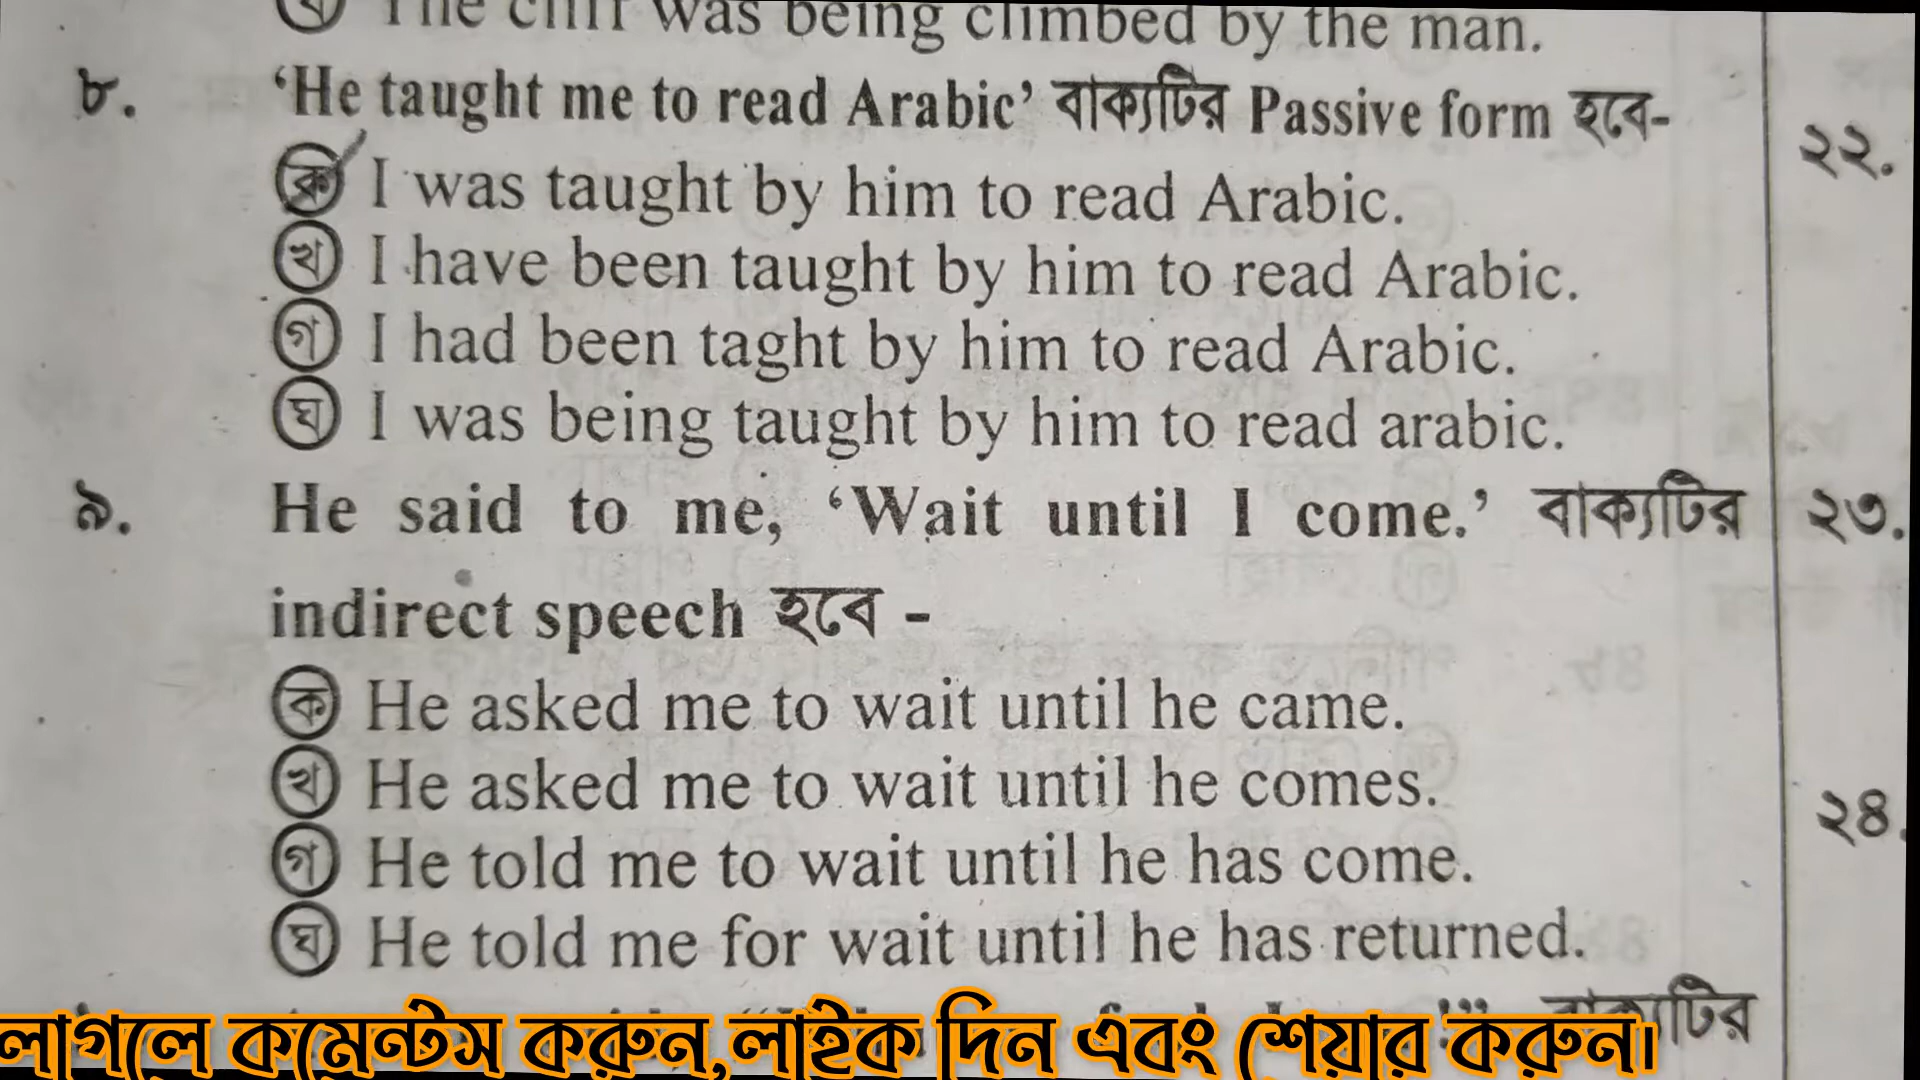 ঘ The cliff was being climbed by the man.
৮. ‘He taught me to read Arabic’ বাক্যটির Passive form হবে-
ক I was taught by him to read Arabic.
খ I have been taught by him to read Arabic.
গ I had been taght by him to read Arabic.
ঘ I was being taught by him to read arabic.
৯. He said to me, ‘Wait until I come.’ বাক্যটির
indirect speech হবে -
ক He asked me to wait until he came.
খ He asked me to wait until he comes.
গ He told me to wait until he has come.
ঘ He told me for wait until he has returned.
বাক্যটির
২২.
২৩.
২৪.
লাগলে কমেন্টস করুন,লাইক দিন এবং শেয়ার করুন।